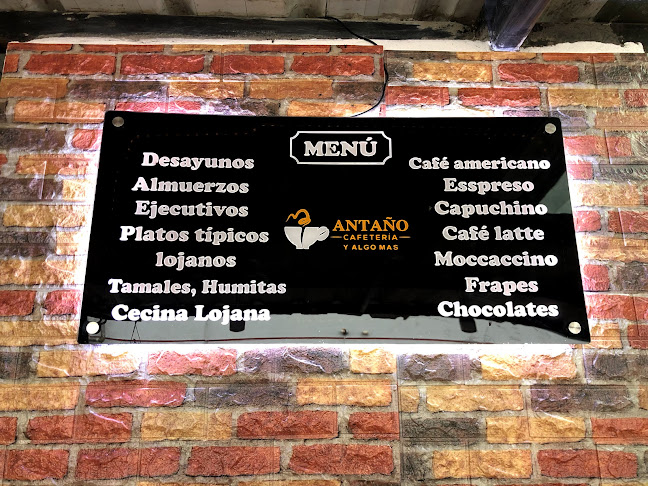 MENÚ
Desayunos
Almuerzos
Ejecutivos
Platos típicos
lojanos
Tamales, Humitas
Cecina Lojana
ANTAÑO
CAFETERÍA
Y ALGO MAS
Café americano
Esspreso
Capuchino
Café latte
Moccaccino
Frapes
Chocolates